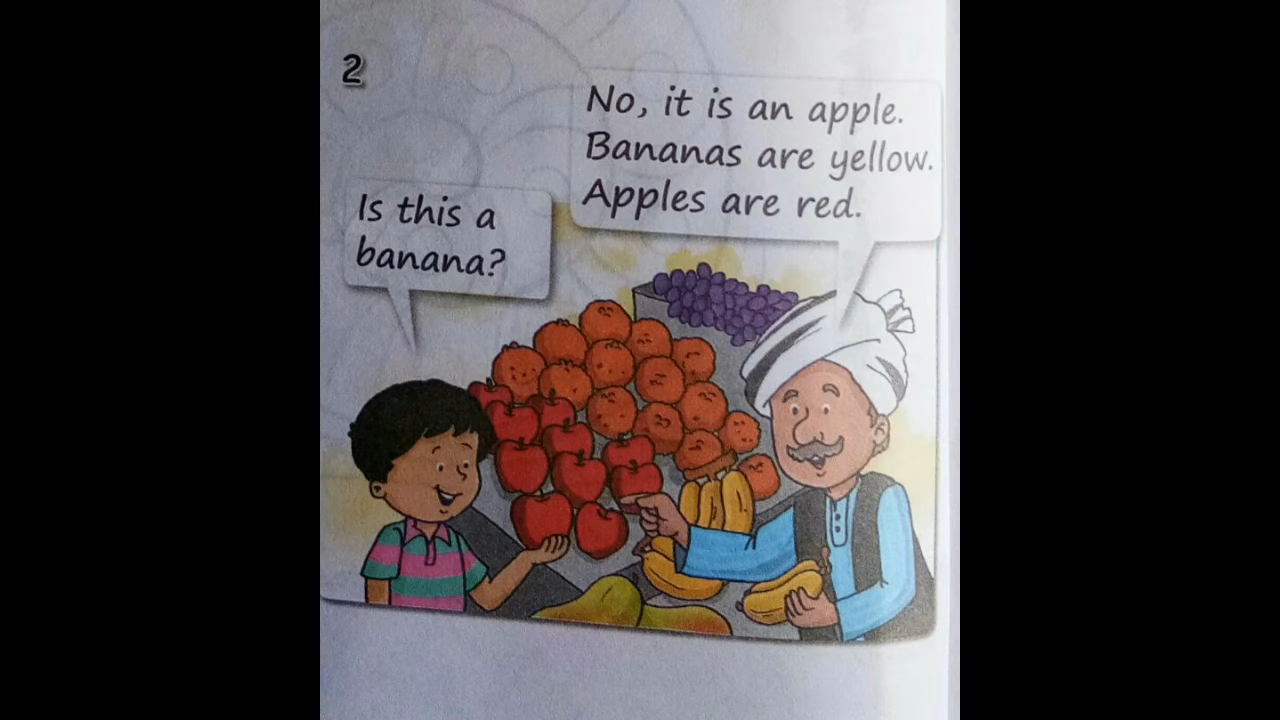 2
No, it is an apple.
Bananas are yellow.
Apples are red.
Is this a
banana?